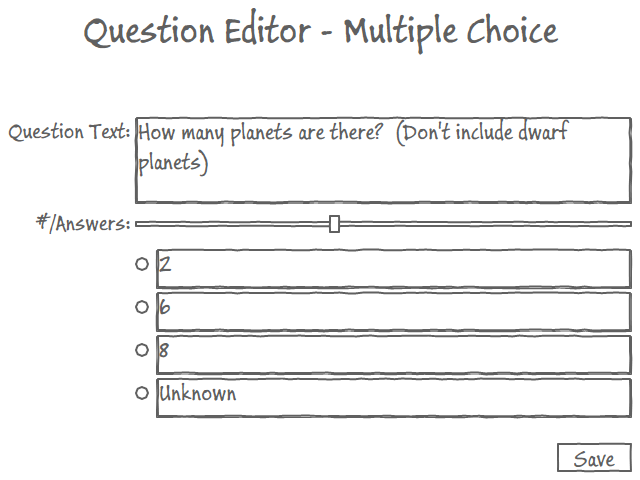 Question Editor - Multiple Choice
Question Text: How many planets are there? (Don't include dwarf
planets)
#/Answers:
2
6
8
Unknown
Save